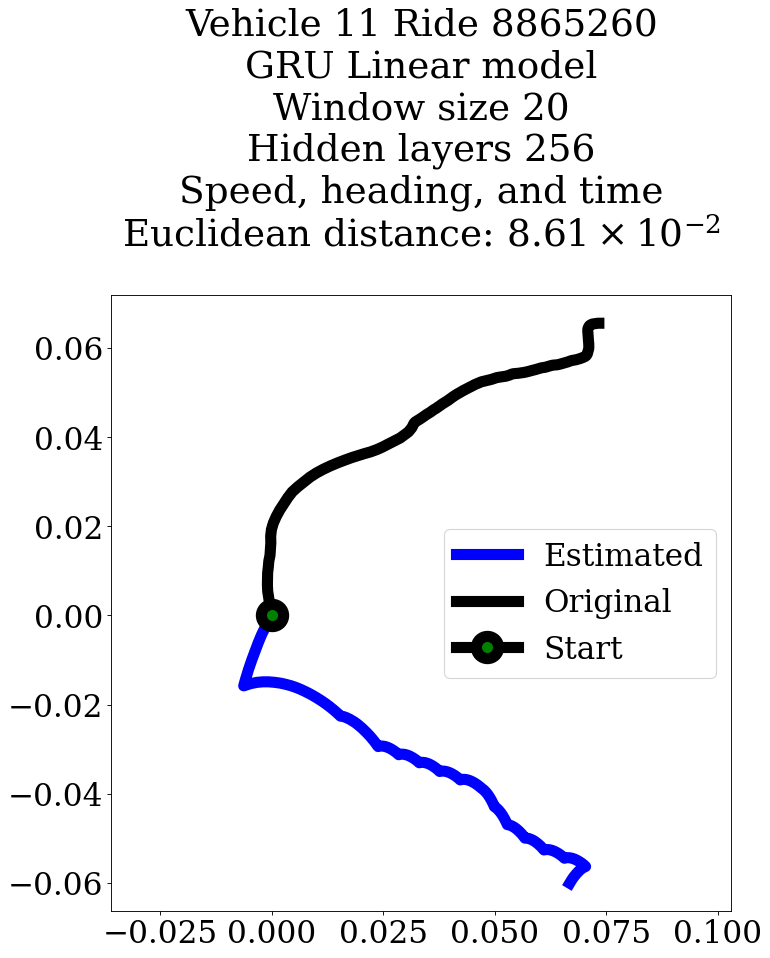 Vehicle 11 Ride 8865260
GRU Linear model
Window size 20
Hidden layers 256
Speed, heading, and time
Euclidean distance: 8.61 × 10⁻²
0.06
0.04
0.02
0.00
−0.02
−0.04
−0.06
Estimated
Original
Start
−0.025 0.000 0.025 0.050 0.075 0.100